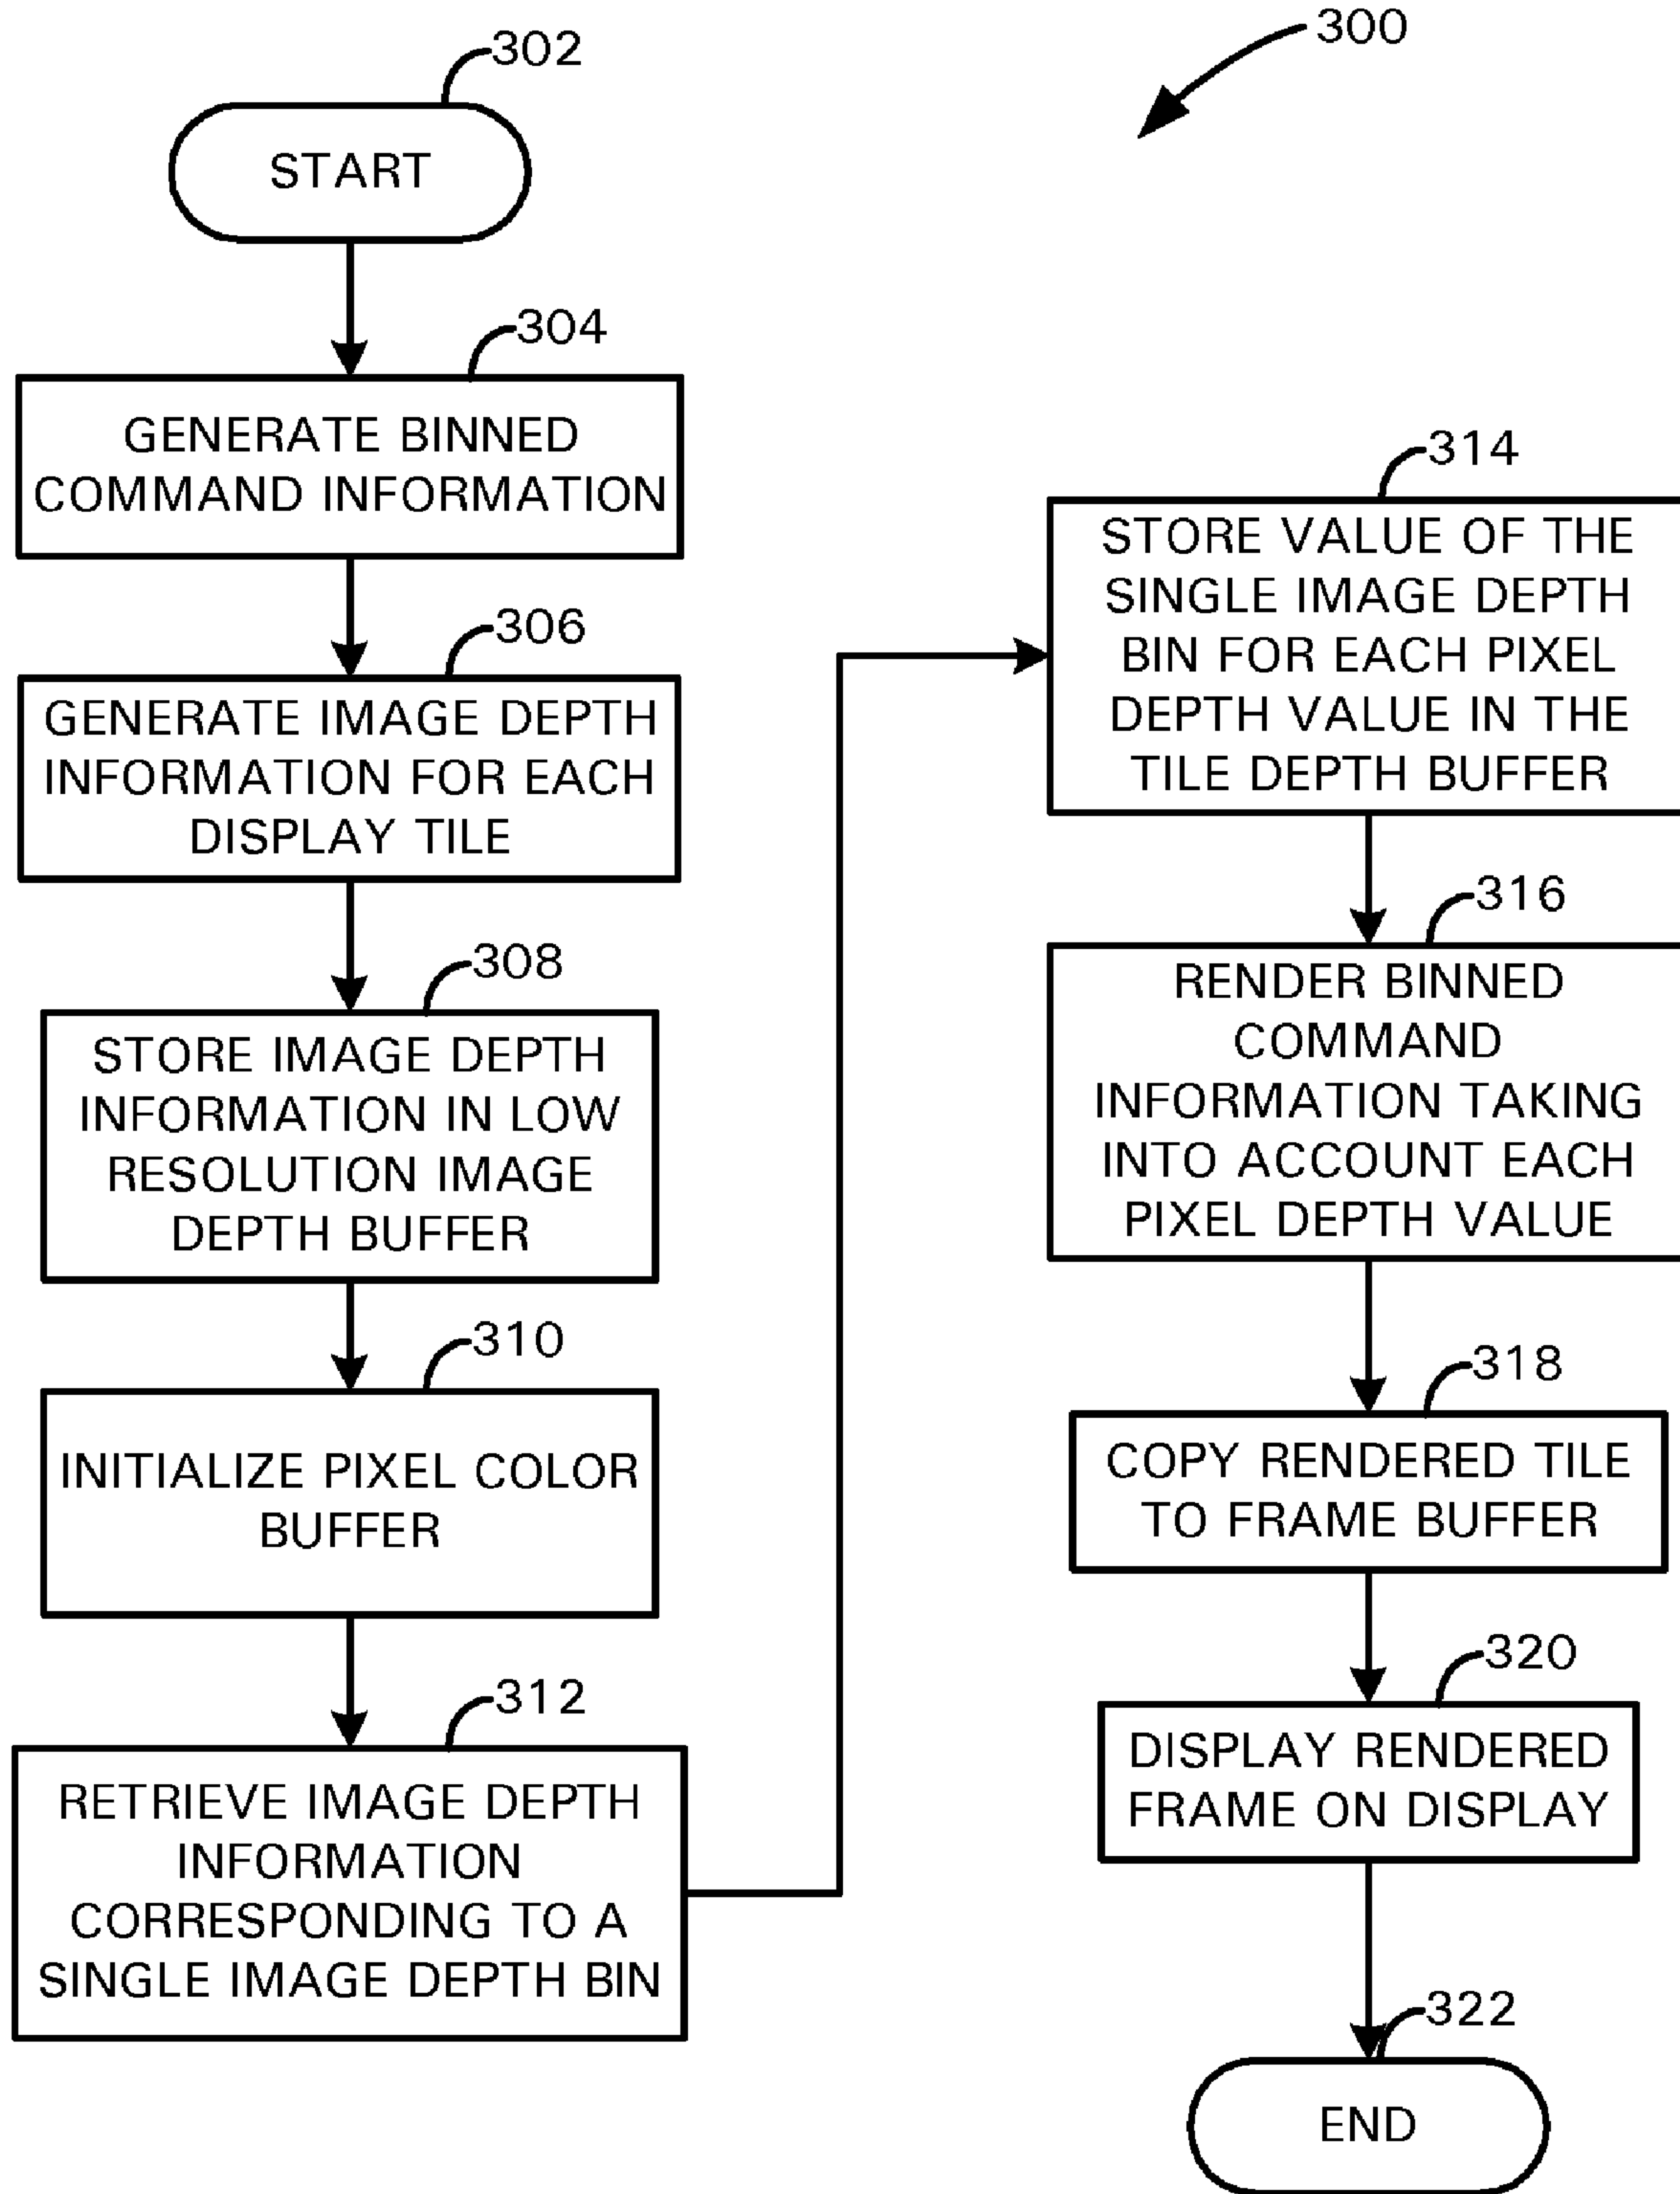 300
302
START
304
GENERATE BINNED
COMMAND INFORMATION
306
GENERATE IMAGE DEPTH
INFORMATION FOR EACH
DISPLAY TILE
308
STORE IMAGE DEPTH
INFORMATION IN LOW
RESOLUTION IMAGE
DEPTH BUFFER
310
INITIALIZE PIXEL COLOR
BUFFER
312
RETRIEVE IMAGE DEPTH
INFORMATION
CORRESPONDING TO A
SINGLE IMAGE DEPTH BIN
314
STORE VALUE OF THE
SINGLE IMAGE DEPTH
BIN FOR EACH PIXEL
DEPTH VALUE IN THE
TILE DEPTH BUFFER
316
RENDER BINNED
COMMAND
INFORMATION TAKING
INTO ACCOUNT EACH
PIXEL DEPTH VALUE
318
COPY RENDERED TILE
TO FRAME BUFFER
320
DISPLAY RENDERED
FRAME ON DISPLAY
322
END